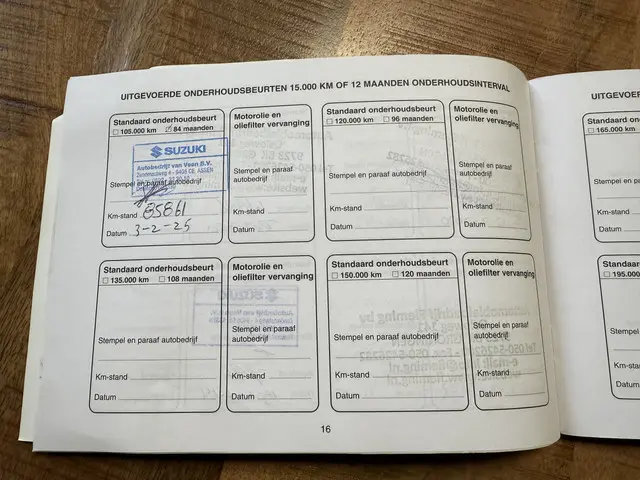 UITGEVOERDE ONDERHOUDSBEURTEN 15.000 KM OF 12 MAANDEN ONDERHOUDSINTERVAL
Standaard onderhoudsbeurt
105.000 km 84 maanden
SUZUKI
Autobedrijf van Veen B.V.
Stempel en paraaf autobedrijf
Km-stand 85861
Datum 3-2-25
Motorolie en
oliefilter vervanging
Stempel en paraaf
autobedrijf
Km-stand
Datum
Standaard onderhoudsbeurt
120.000 km 96 maanden
Stempel en paraaf autobedrijf
Km-stand
Datum
Motorolie en
oliefilter vervanging
Stempel en paraaf
autobedrijf
Km-stand
Datum
Standaard onderhoudsbeurt
135.000 km 108 maanden
Stempel en paraaf autobedrijf
Km-stand
Datum
Motorolie en
oliefilter vervanging
Stempel en paraaf
autobedrijf
Km-stand
Datum
Standaard onderhoudsbeurt
150.000 km 120 maanden
Stempel en paraaf autobedrijf
Km-stand
Datum
Motorolie en
oliefilter vervanging
Stempel en paraaf
autobedrijf
Km-stand
Datum
16
UITGEVOER
Standaard
165.000 km
Stempel en
Km-stand
Datum
Standaard
195.000
Stempel
Km-stand
Datum